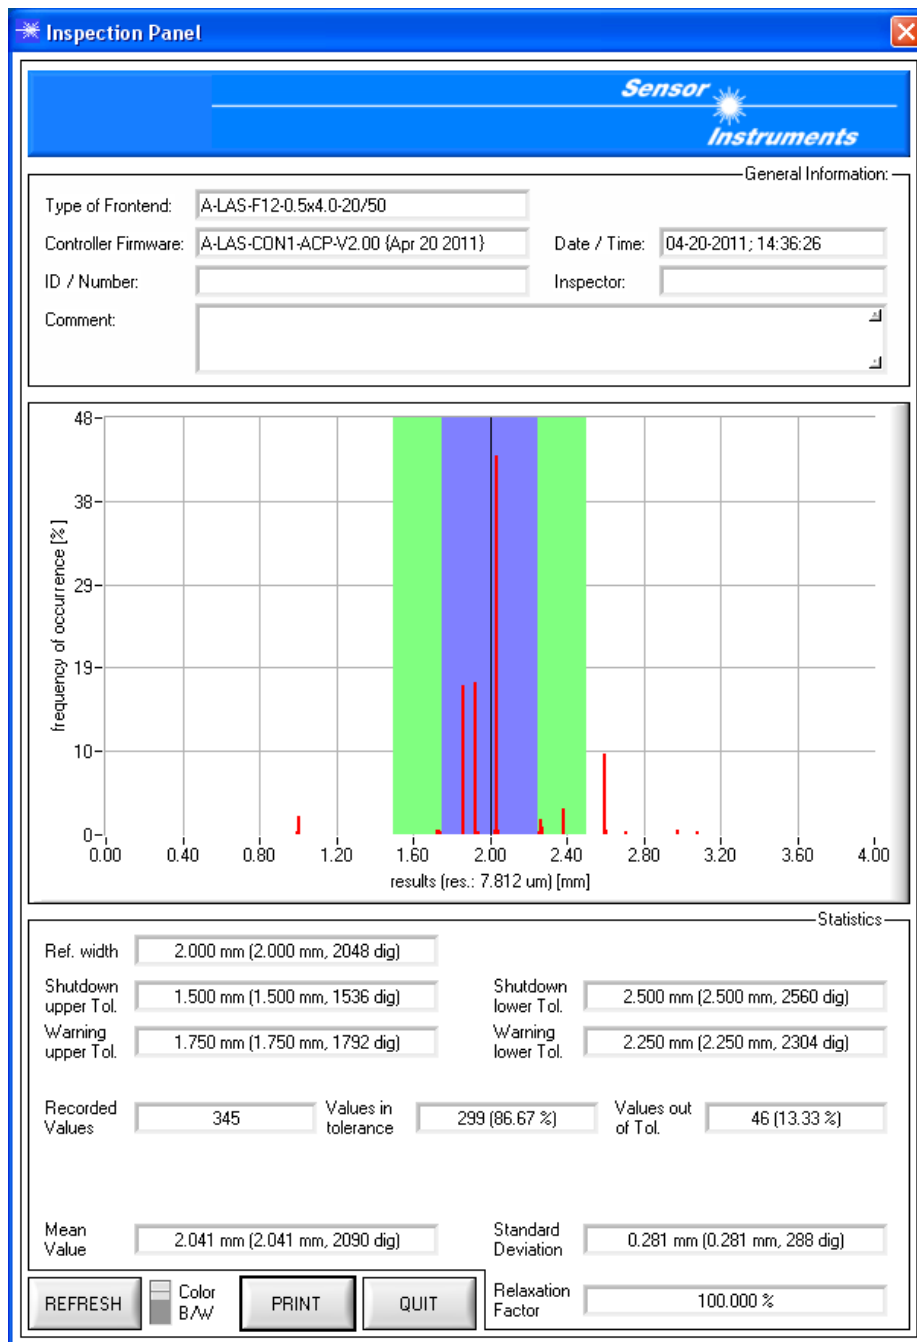 Inspection Panel
Sensor
Instruments
General Information:
Type of Frontend: A-LAS-F12-0.5x4.0-20/50
Controller Firmware: A-LAS-CON1-ACP-V2.00 {Apr 20 2011} Date / Time: 04-20-2011; 14:36:26
ID / Number: Inspector:
Comment:
48
38
29
19
10
0
frequency of occurrence [%]
0.00 0.40 0.80 1.20 1.60 2.00 2.40 2.80 3.20 3.60 4.00
results (res.: 7.812 um) [mm]
Statistics
Ref. width 2.000 mm (2.000 mm, 2048 dig)
Shutdown upper Tol. 1.500 mm (1.500 mm, 1536 dig) Shutdown lower Tol. 2.500 mm (2.500 mm, 2560 dig)
Warning upper Tol. 1.750 mm (1.750 mm, 1792 dig) Warning lower Tol. 2.250 mm (2.250 mm, 2304 dig)
Recorded Values 345 Values in tolerance 299 (86.67 %) Values out of Tol. 46 (13.33 %)
Mean Value 2.041 mm (2.041 mm, 2090 dig) Standard Deviation 0.281 mm (0.281 mm, 288 dig)
REFRESH Color B/W PRINT QUIT Relaxation Factor 100.000 %